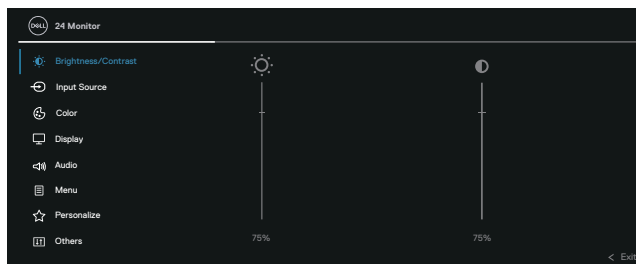 DELL 24 Monitor
Brightness/Contrast
Input Source
Color
Display
Audio
Menu
Personalize
Others
75% 75%
< Exit